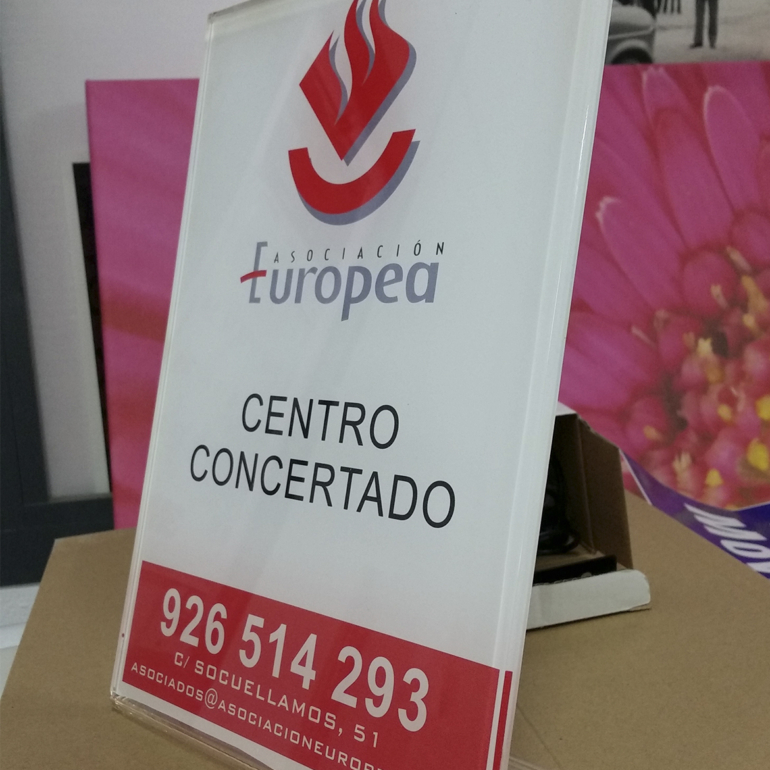 ASOCIACIÓN
Europea
CENTRO
CONCERTADO
926 514 293
C/ SOCUELLAMOS, 51